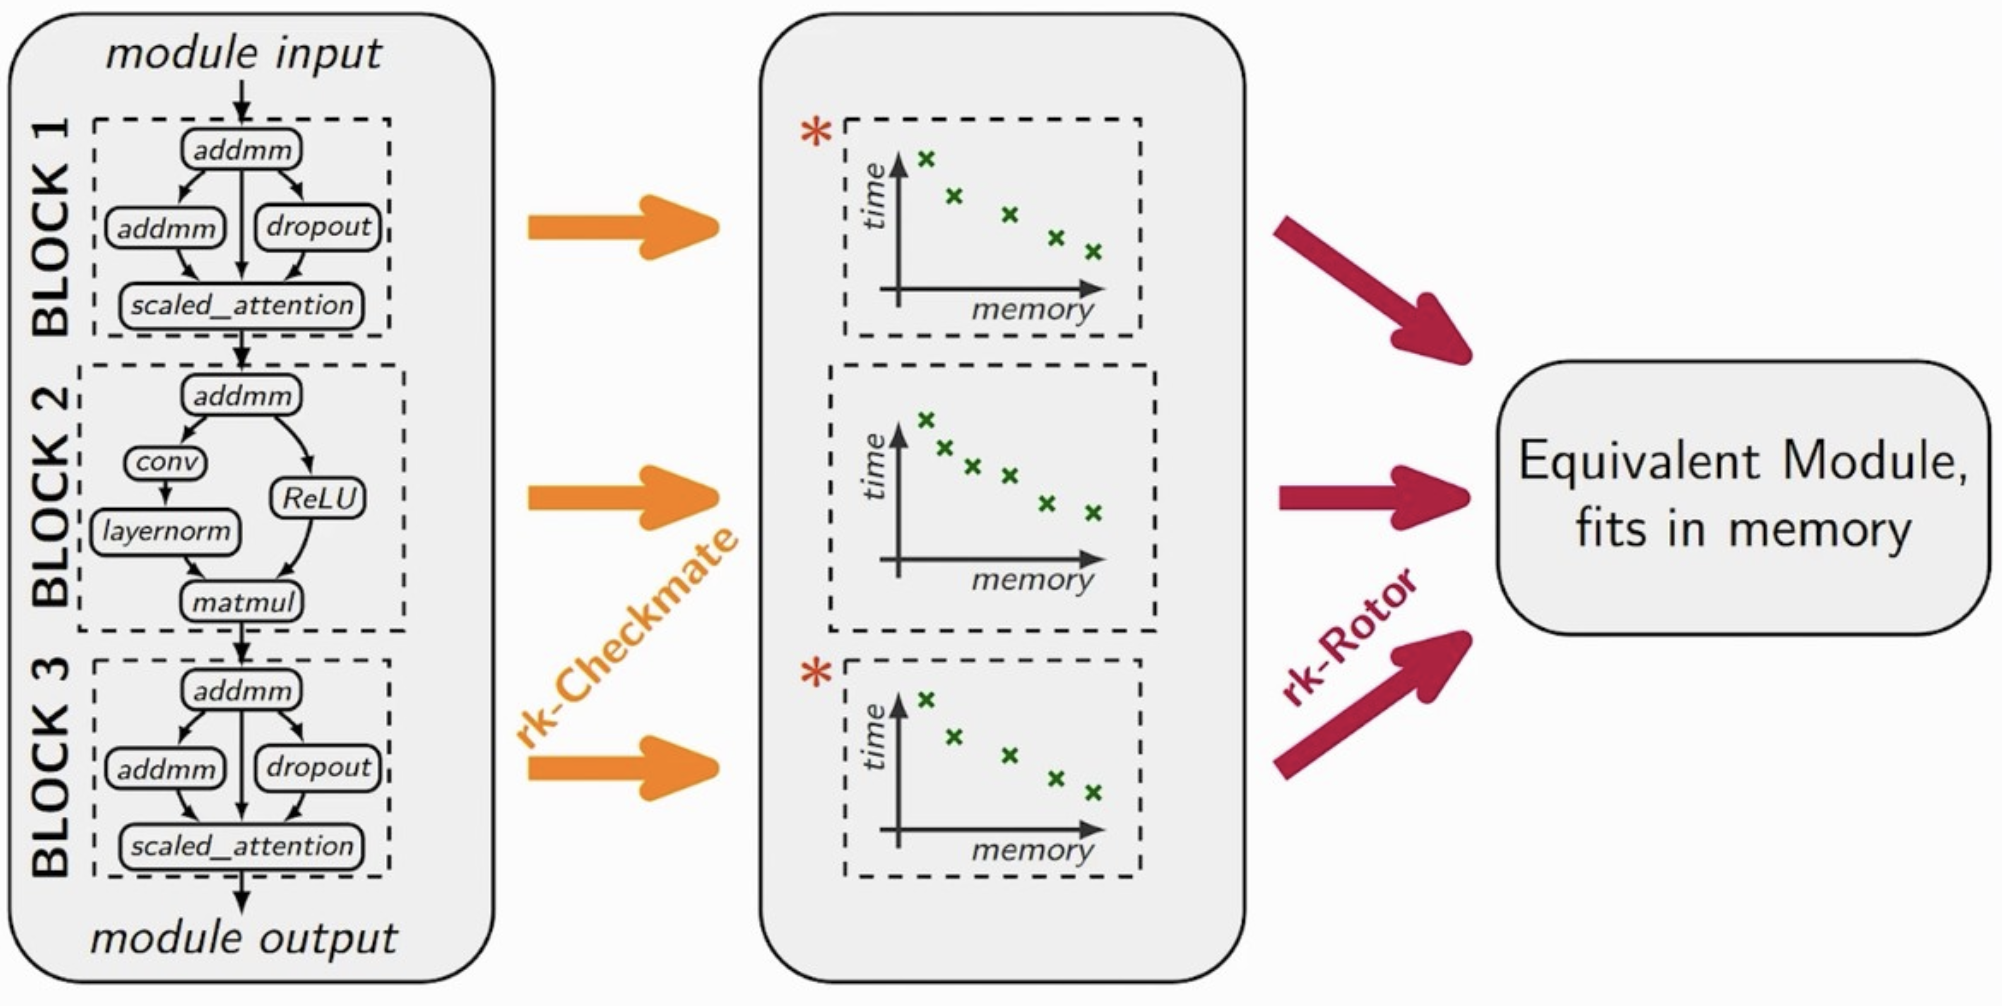 module input
BLOCK 1
addmm
addmm
dropout
scaled_attention
BLOCK 2
addmm
conv
ReLU
layernorm
matmul
BLOCK 3
addmm
addmm
dropout
scaled_attention
module output
rk-Checkmate
*
time
memory
time
memory
*
time
memory
rk-Rotor
Equivalent Module,
fits in memory